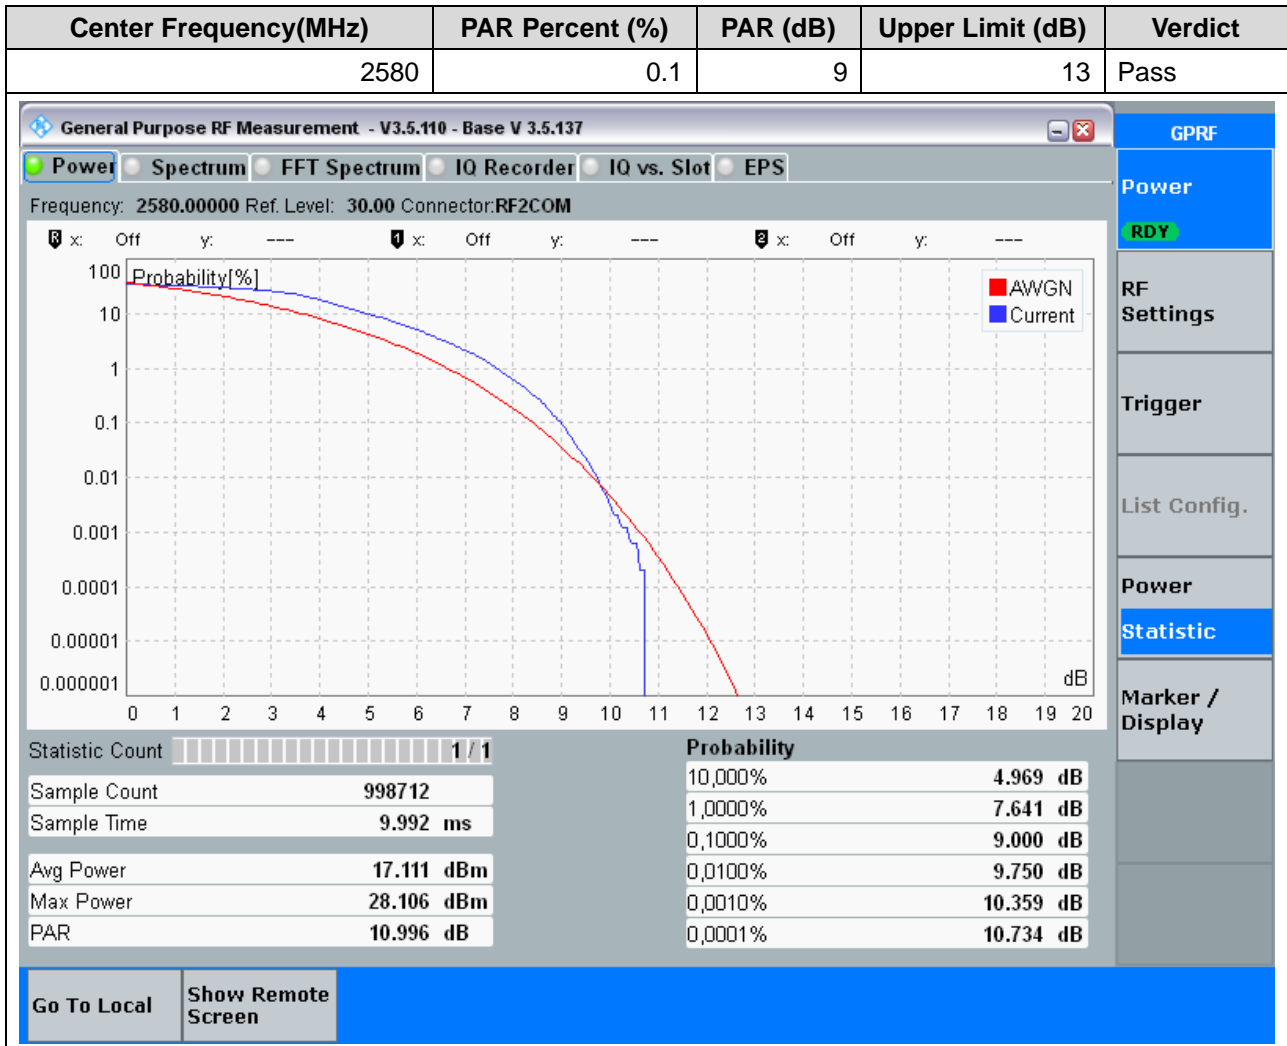 Center Frequency(MHz) PAR Percent (%) PAR (dB) Upper Limit (dB) Verdict
2580 0.1 9 13 Pass
General Purpose RF Measurement - V3.5.110 - Base V 3.5.137
GPRF
Power Spectrum FFT Spectrum IQ Recorder IQ vs. Slot EPS
Power
RDY
Frequency: 2580.00000 Ref. Level: 30.00 Connector:RF2COM
R x: Off y: --- 1 x: Off y: --- 2 x: Off y: ---
Probability[%]
AWGN
Current
100
10
1
0.1
0.01
0.001
0.0001
0.00001
0.000001
dB
0 1 2 3 4 5 6 7 8 9 10 11 12 13 14 15 16 17 18 19 20
RF
Settings
Trigger
List Config.
Power
Statistic
Marker /
Display
Statistic Count 1 / 1
Sample Count 998712
Sample Time 9.992 ms
Avg Power 17.111 dBm
Max Power 28.106 dBm
PAR 10.996 dB
Probability
10,000% 4.969 dB
1,0000% 7.641 dB
0,1000% 9.000 dB
0,0100% 9.750 dB
0,0010% 10.359 dB
0,0001% 10.734 dB
Go To Local
Show Remote
Screen